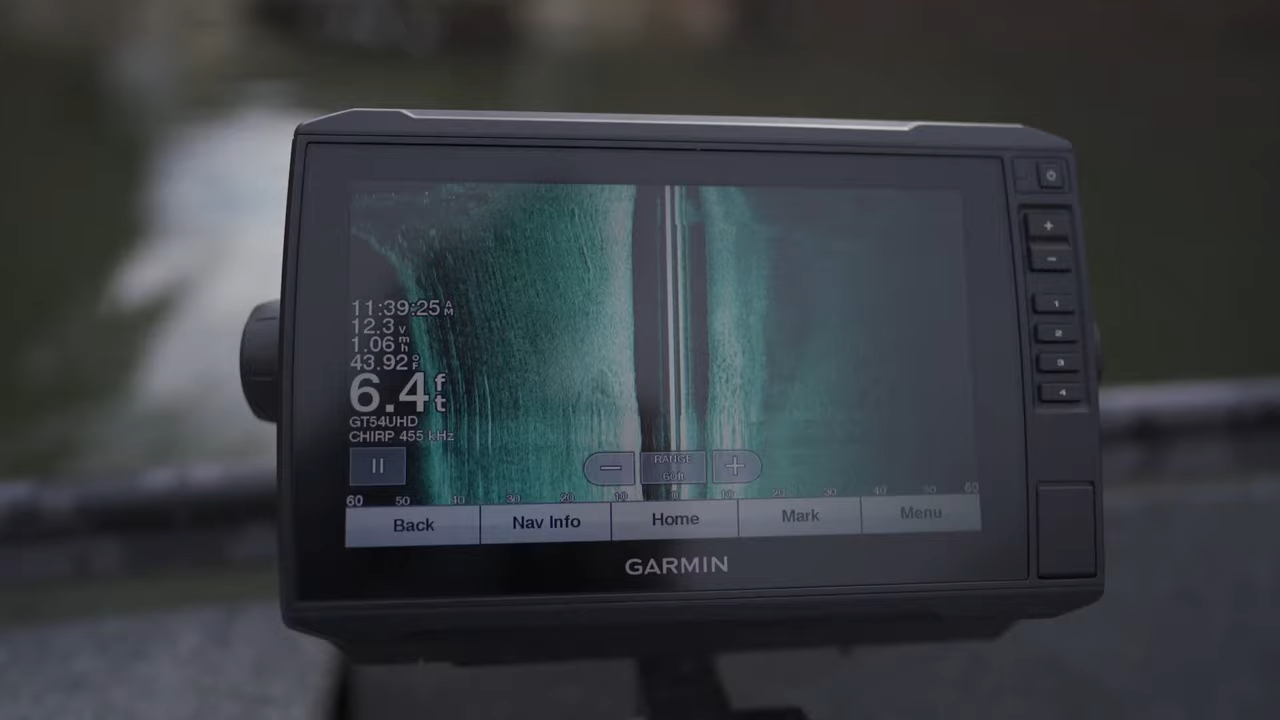 11:39:25 AM
12.3 v
1.06 mh
43.92 °F
6.4 ft
GT54UHD
CHIRP 455 kHz
RANGE
60ft
60 50 40 30 20 10 0 10 20 30 40 50 60
Back Nav Info Home Mark Menu
GARMIN
+
-
1
2
3
4